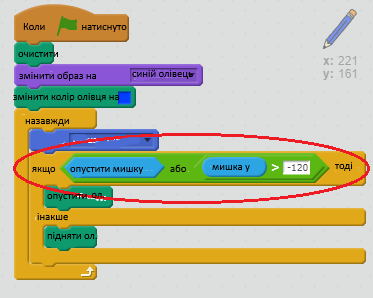 Коли натиснуто
очистити
змінити образ на синій олівець
змінити колір олівця на
назавжди
якщо опустити мишку... або мишка y > -120 тоді
опустити ол.
інакше
підняти ол.
x: 221
y: 161